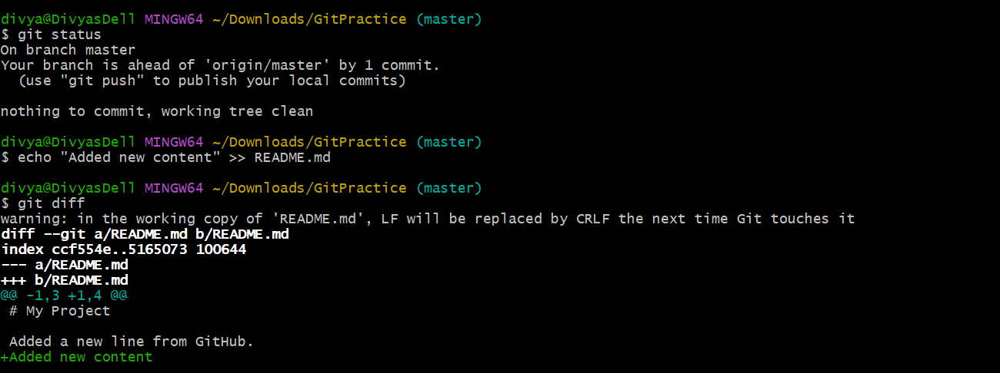 divya@DivyasDell MINGW64 ~/Downloads/GitPractice (master)
$ git status
On branch master
Your branch is ahead of 'origin/master' by 1 commit.
  (use "git push" to publish your local commits)

nothing to commit, working tree clean

divya@DivyasDell MINGW64 ~/Downloads/GitPractice (master)
$ echo "Added new content" >> README.md

divya@DivyasDell MINGW64 ~/Downloads/GitPractice (master)
$ git diff
warning: in the working copy of 'README.md', LF will be replaced by CRLF the next time Git touches it
diff --git a/README.md b/README.md
index ccf554e..5165073 100644
--- a/README.md
+++ b/README.md
@@ -1,3 +1,4 @@
 # My Project

 Added a new line from GitHub.
+Added new content